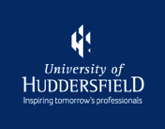 University of
HUDDERSFIELD
Inspiring tomorrow's professionals